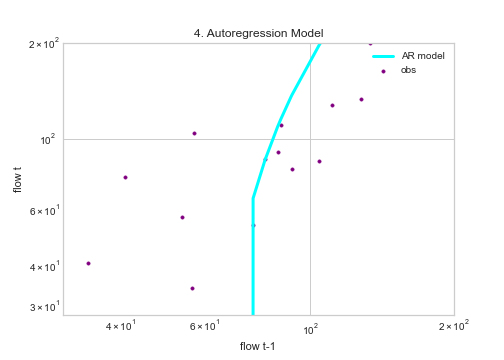 4. Autoregression Model
2 × 10²
AR model
obs
10²
flow t
6 × 10¹
4 × 10¹
3 × 10¹
4 × 10¹ 6 × 10¹ 10² 2 × 10²
flow t-1